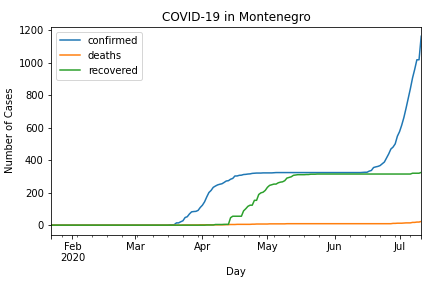 COVID-19 in Montenegro
confirmed
deaths
recovered
Number of Cases
1200
1000
800
600
400
200
0
Feb Mar Apr May Jun Jul
2020
Day